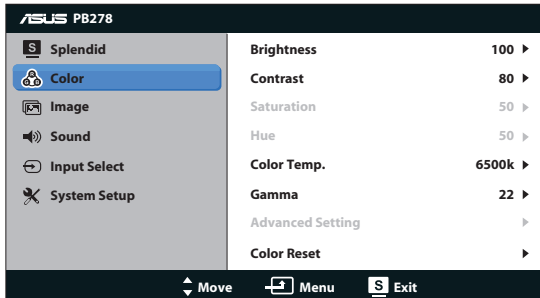 ASUS PB278
S Splendid
Color
Image
Sound
Input Select
System Setup
Brightness 100
Contrast 80
Saturation 50
Hue 50
Color Temp. 6500k
Gamma 22
Advanced Setting
Color Reset
Move Menu S Exit